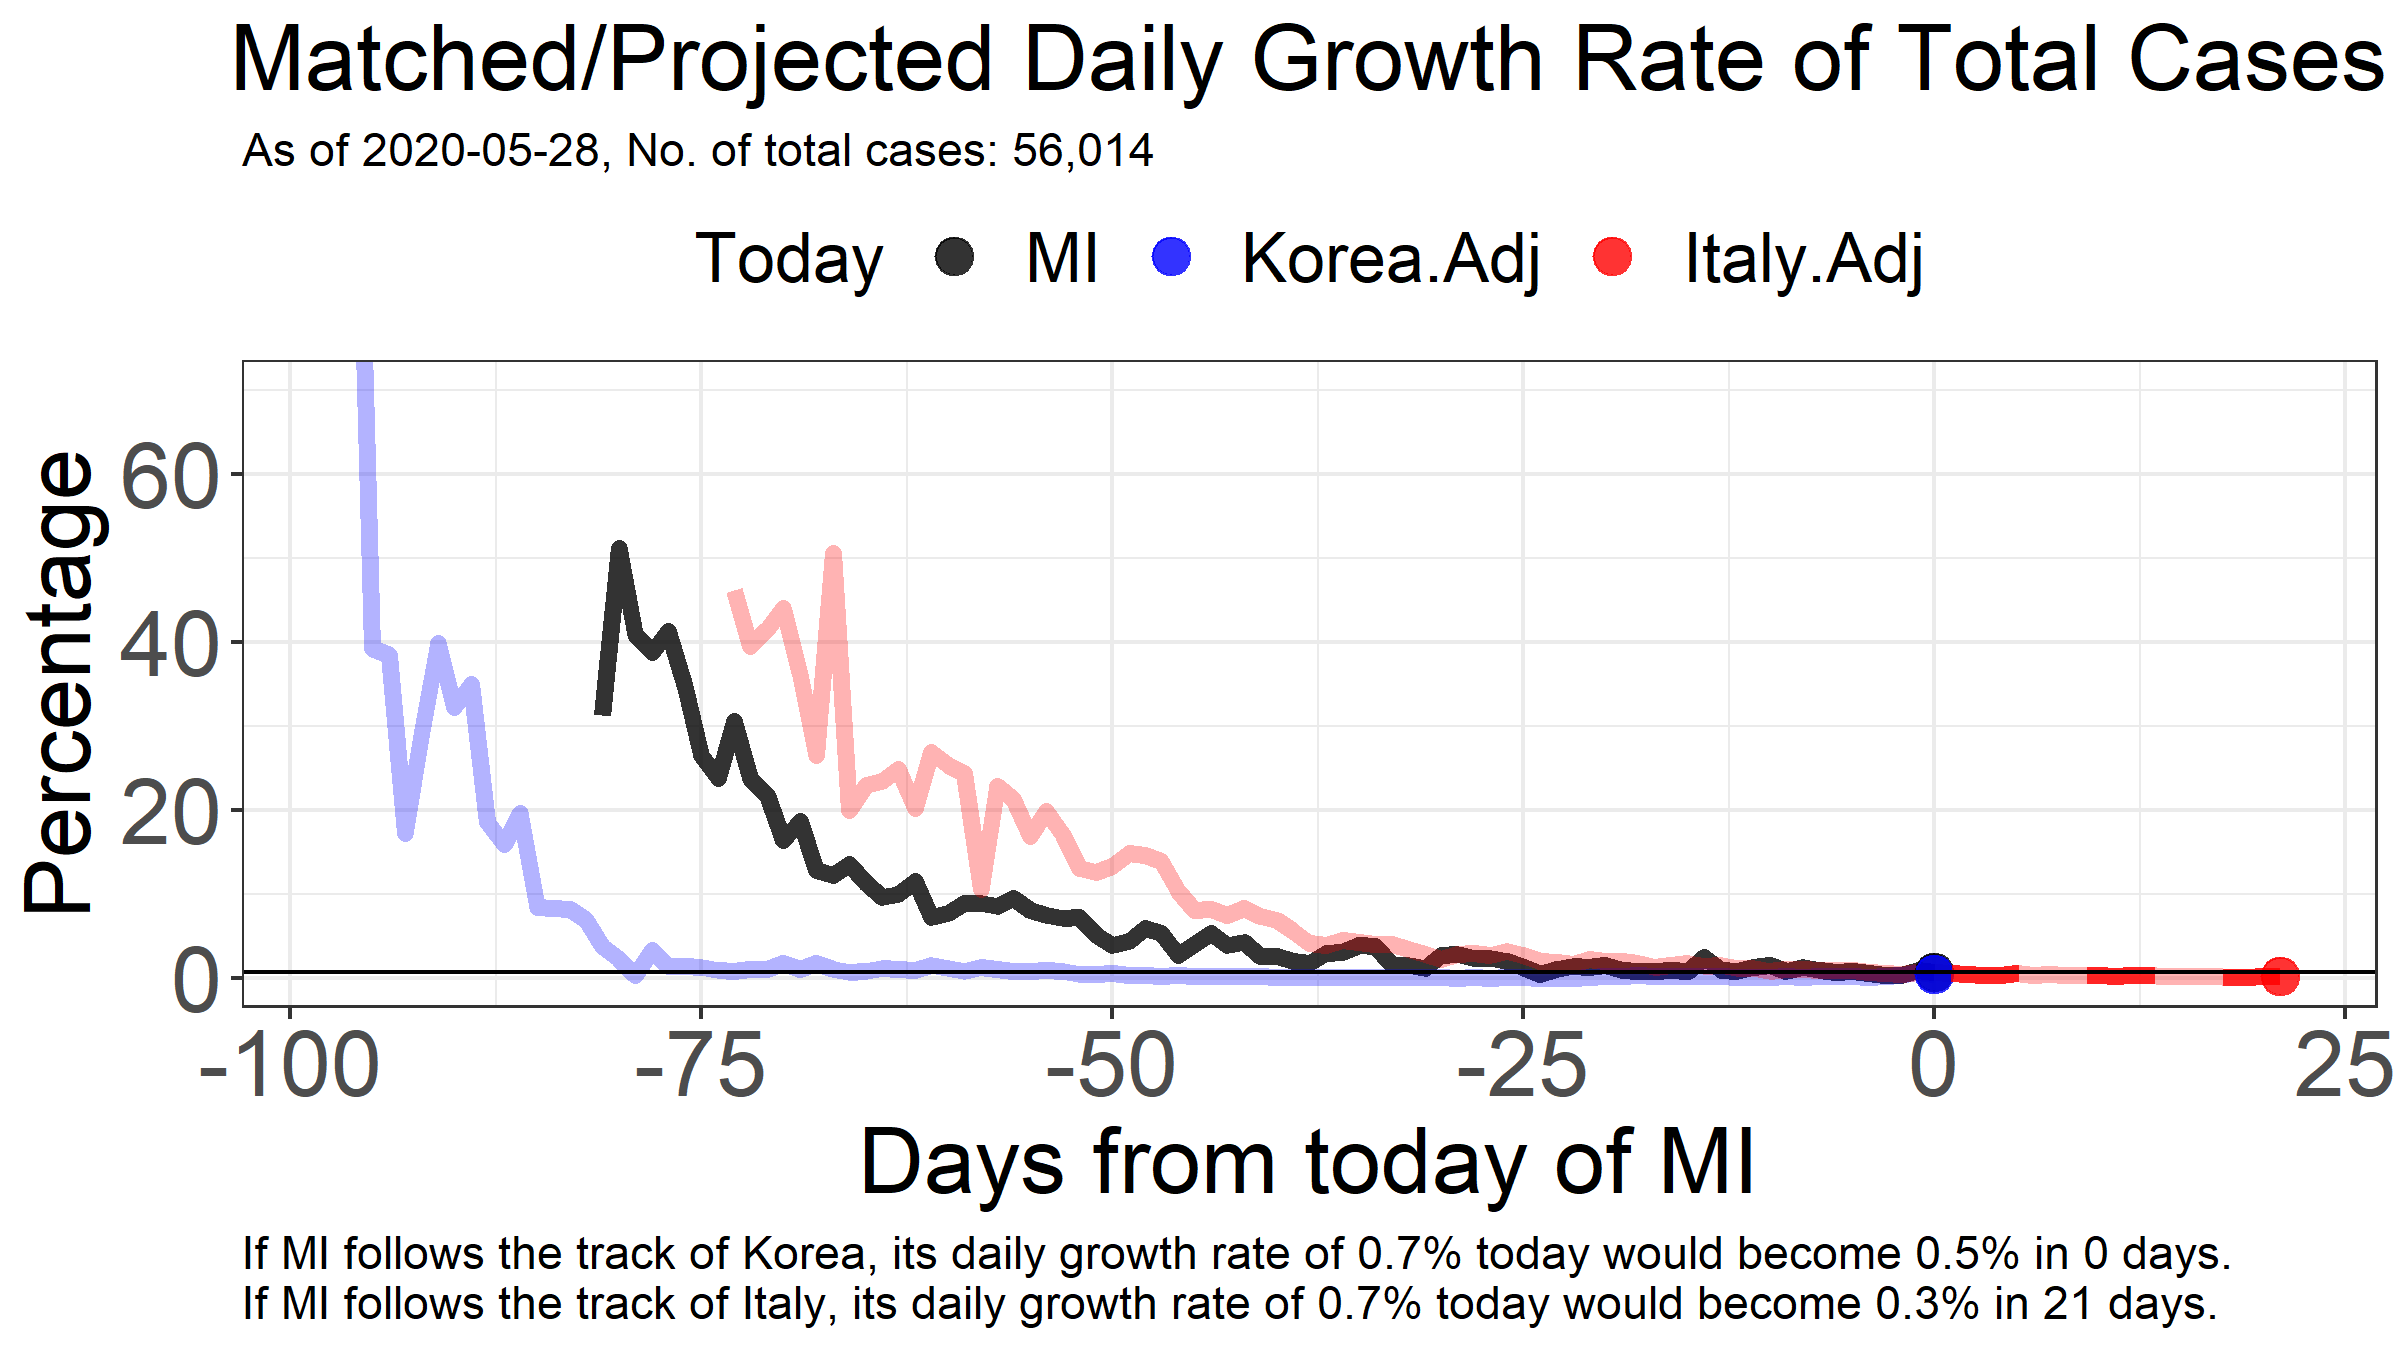 Matched/Projected Daily Growth Rate of Total Cases
As of 2020-05-28, No. of total cases: 56,014
Today MI Korea.Adj Italy.Adj
Percentage
60
40
20
0
-100 -75 -50 -25 0 25
Days from today of MI
If MI follows the track of Korea, its daily growth rate of 0.7% today would become 0.5% in 0 days.
If MI follows the track of Italy, its daily growth rate of 0.7% today would become 0.3% in 21 days.